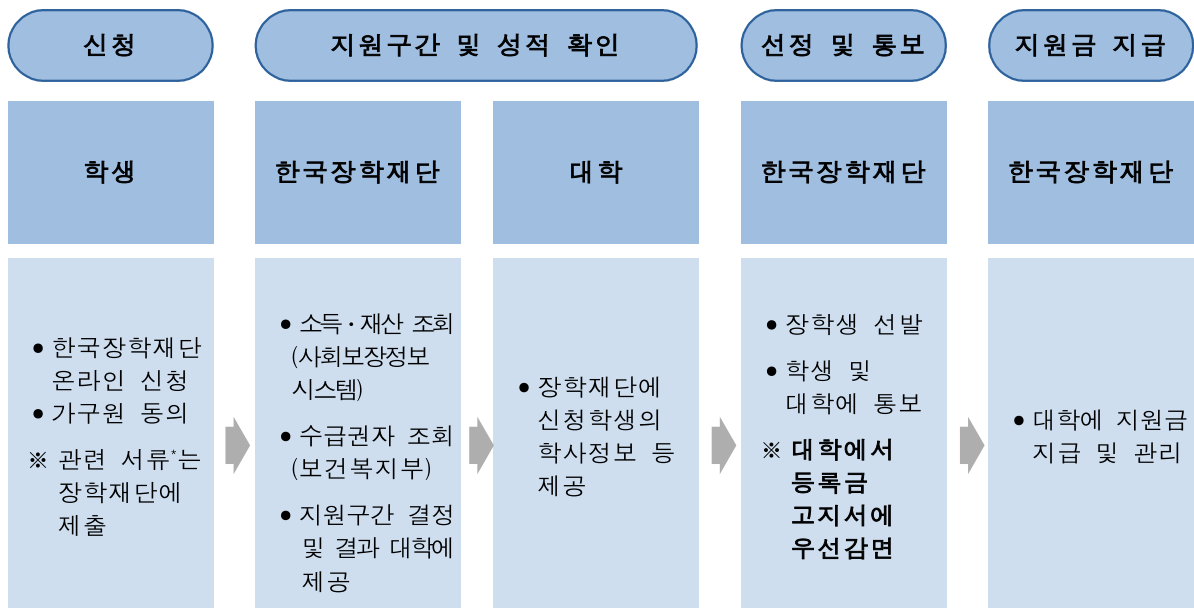 신청
지원구간 및 성적 확인
선정 및 통보
지원금 지급
학생
한국장학재단
대학
한국장학재단
한국장학재단
● 한국장학재단
온라인 신청
● 가구원 동의
※ 관련 서류*는
장학재단에
제출
● 소득·재산 조회
(사회보장정보
시스템)
● 수급권자 조회
(보건복지부)
● 지원구간 결정
및 결과 대학에
제공
● 장학재단에
신청학생의
학사정보 등
제공
● 장학생 선발
● 학생 및
대학에 통보
※ 대학에서
등록금
고지서에
우선감면
● 대학에 지원금
지급 및 관리